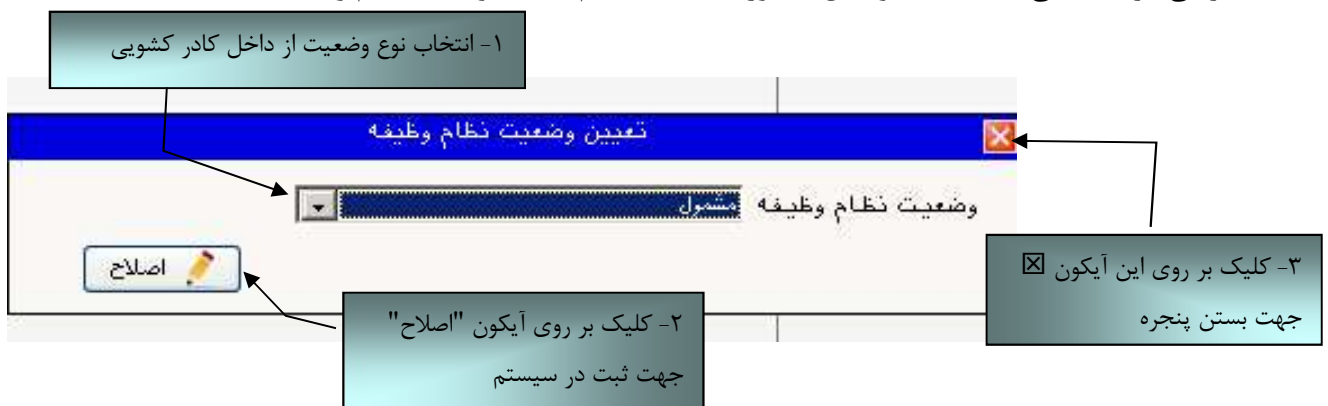 ۱- انتخاب نوع وضعیت از داخل کادر کشویی
تعیین وضعیت نظام وظیفه
وضعیت نظام وظیفه مشمول
اصلاح
۳- کلیک بر روی این آیکون ☒
جهت بستن پنجره
۲- کلیک بر روی آیکون "اصلاح"
جهت ثبت در سیستم